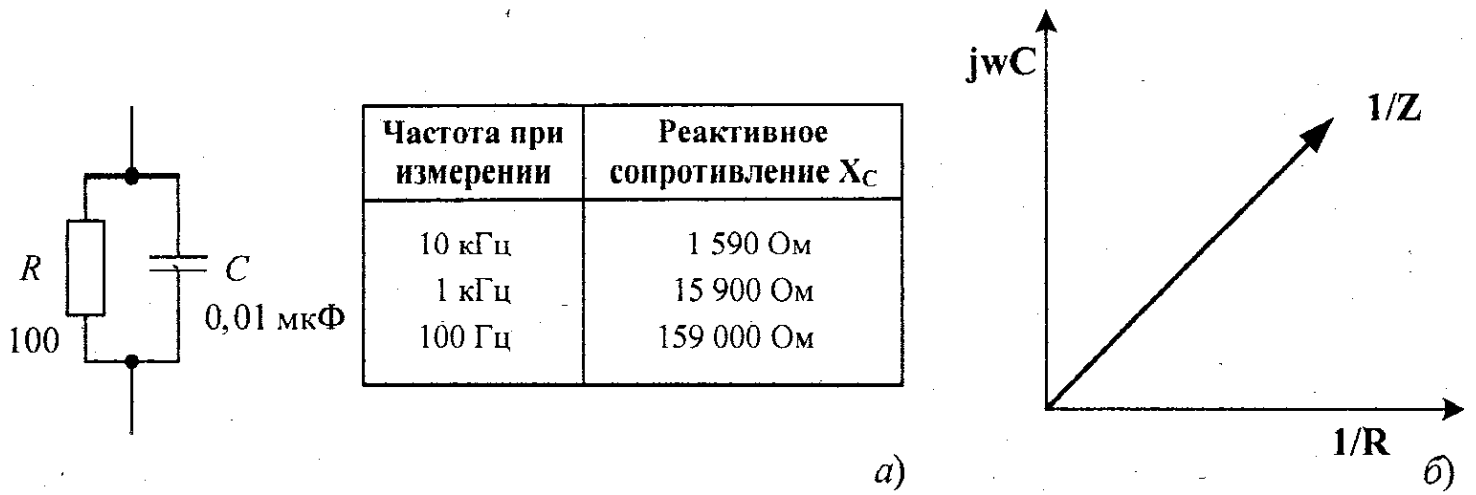 R
100
C
0,01 мкФ
Частота при
измерении
Реактивное
сопротивление X_C
10 кГц
1 590 Ом
1 кГц
15 900 Ом
100 Гц
159 000 Ом
а)
jwC
1/Z
1/R
б)